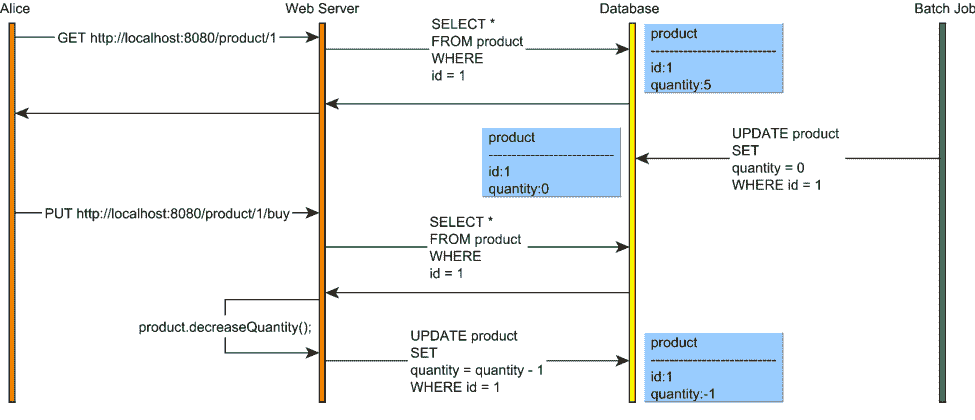 Alice
Web Server
Database
Batch Job
GET http://localhost:8080/product/1
SELECT *
FROM product
WHERE
id = 1
product
--------------------------------
id:1
quantity:5
product
--------------------------------
id:1
quantity:0
UPDATE product
SET
quantity = 0
WHERE id = 1
PUT http://localhost:8080/product/1/buy
SELECT *
FROM product
WHERE
id = 1
product.decreaseQuantity();
UPDATE product
SET
quantity = quantity - 1
WHERE id = 1
product
--------------------------------
id:1
quantity:-1